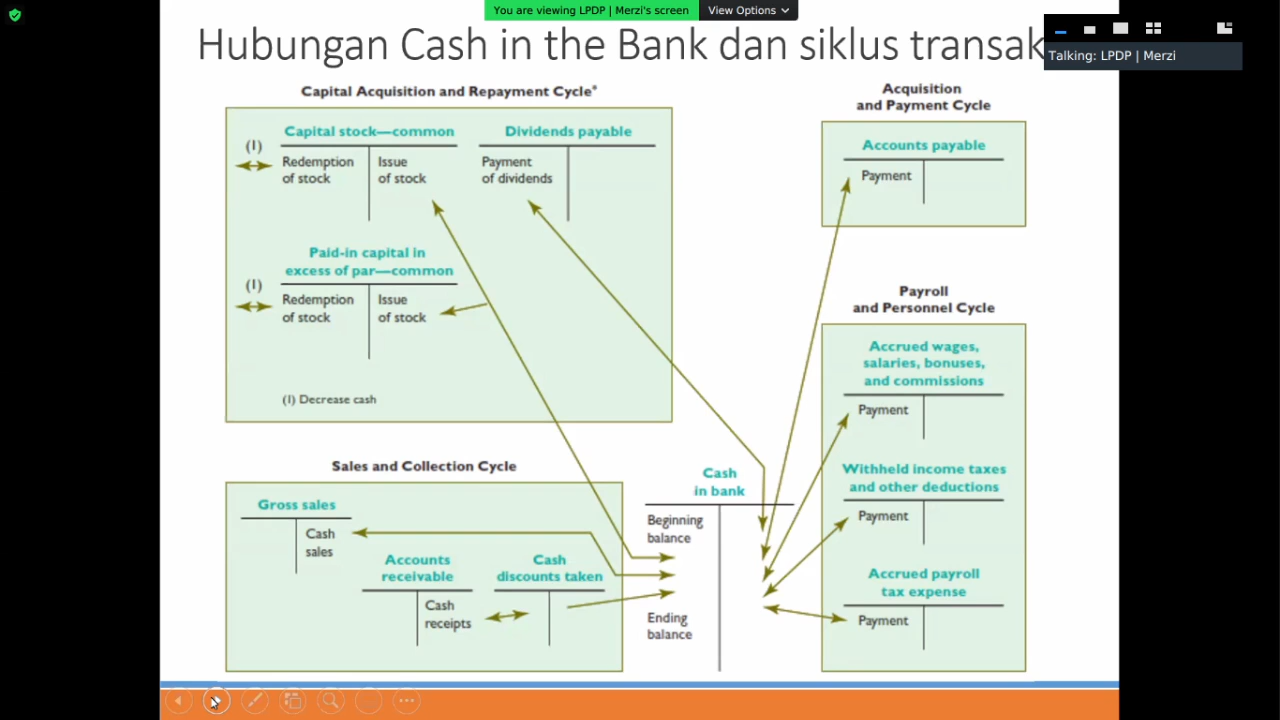 You are viewing LPDP | Merzi's screen
View Options
Talking: LPDP | Merzi
Hubungan Cash in the Bank dan siklus transak
Capital Acquisition and Repayment Cycle*
Capital stock—common
(1)
Redemption
of stock
Issue
of stock
Dividends payable
Payment
of dividends
Paid-in capital in
excess of par—common
(1)
Redemption
of stock
Issue
of stock
(1) Decrease cash
Acquisition
and Payment Cycle
Accounts payable
Payment
Payroll
and Personnel Cycle
Accrued wages,
salaries, bonuses,
and commissions
Payment
Withheld income taxes
and other deductions
Payment
Accrued payroll
tax expense
Payment
Sales and Collection Cycle
Gross sales
Cash
sales
Accounts
receivable
Cash
receipts
Cash
discounts taken
Cash
in bank
Beginning
balance
Ending
balance